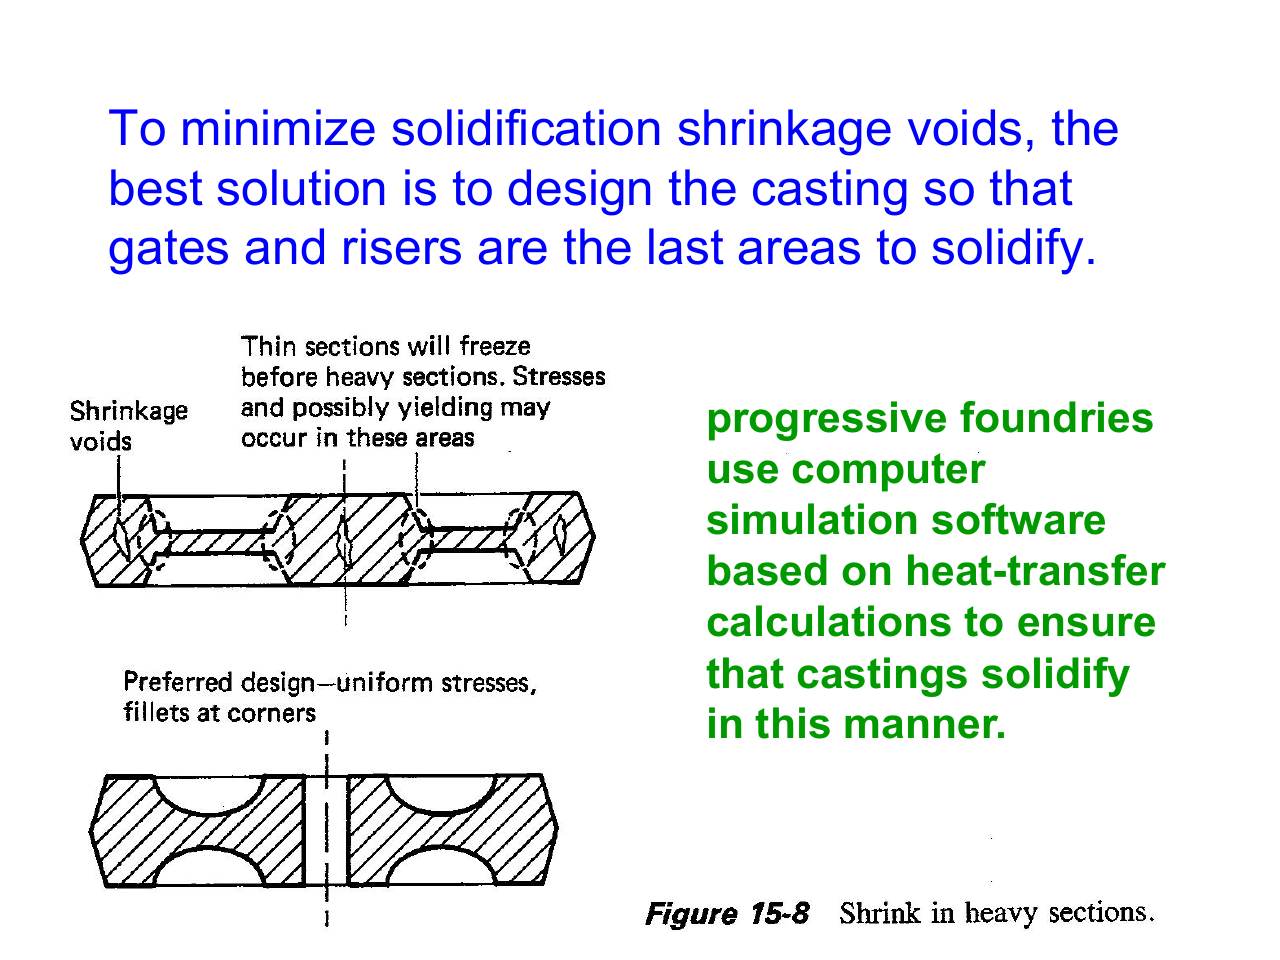 To minimize solidification shrinkage voids, the
best solution is to design the casting so that
gates and risers are the last areas to solidify.
Thin sections will freeze
before heavy sections. Stresses
and possibly yielding may
occur in these areas
Shrinkage
voids
progressive foundries
use computer
simulation software
based on heat-transfer
calculations to ensure
that castings solidify
in this manner.
Preferred design—uniform stresses,
fillets at corners
Figure 15-8 Shrink in heavy sections.